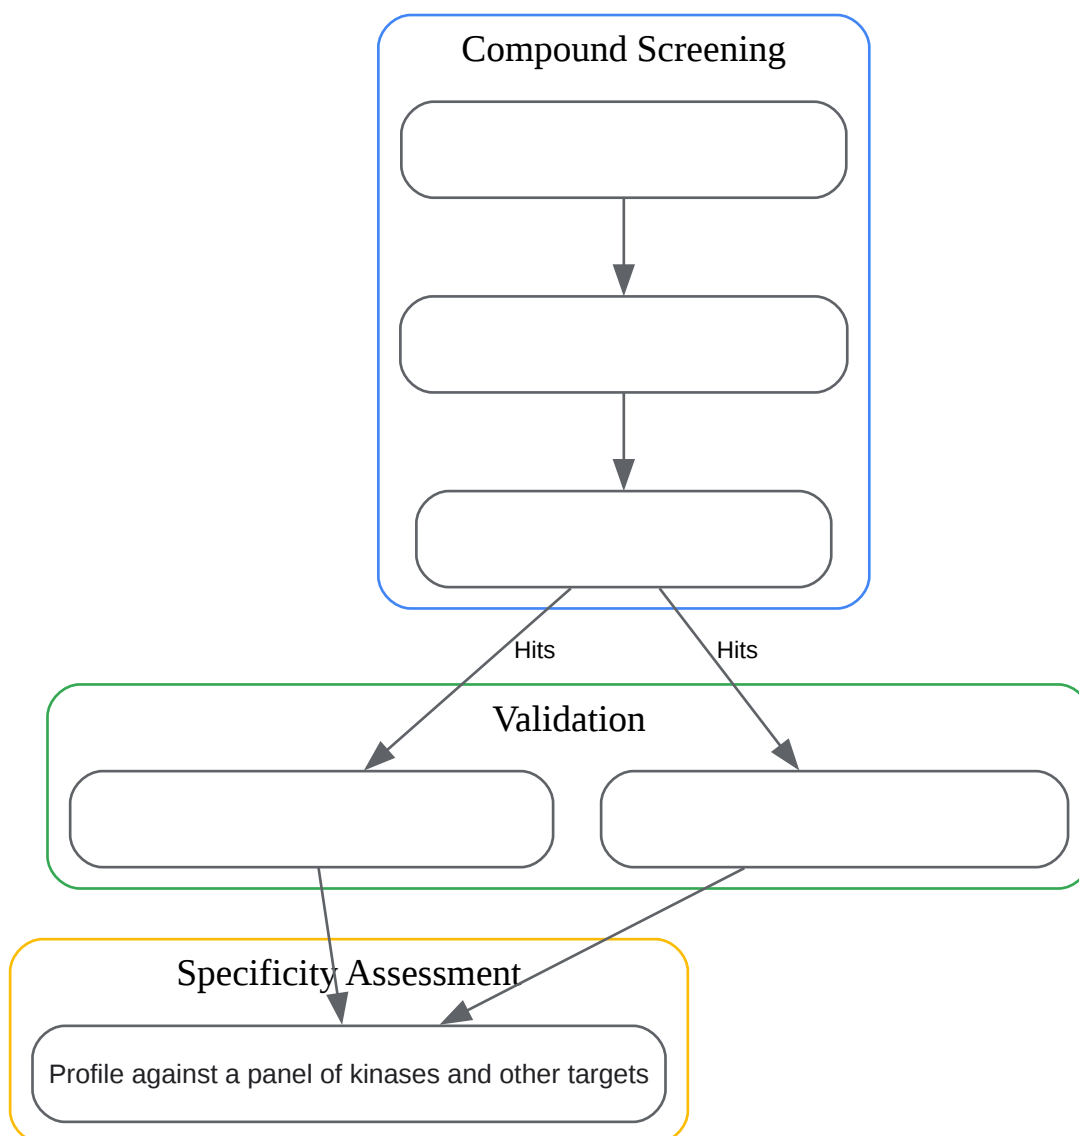 Compound Screening
Hits
Hits
Validation
Specificity Assessment
Profile against a panel of kinases and other targets